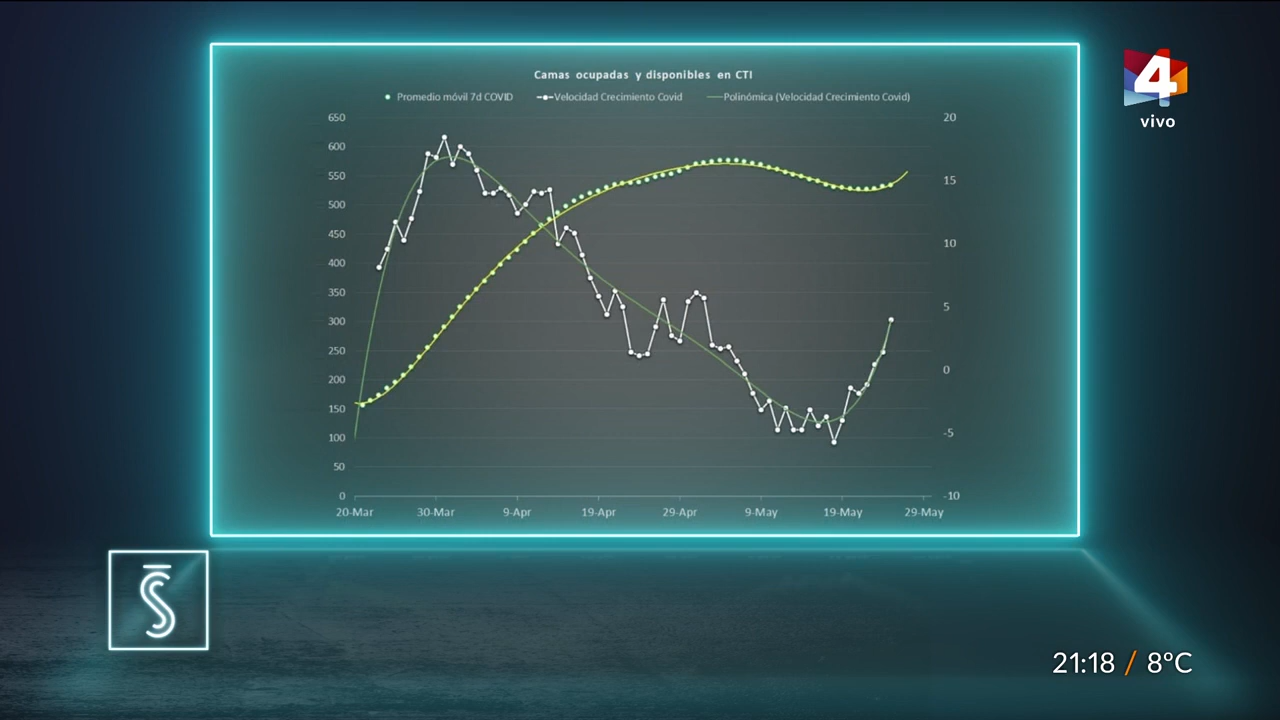 Camas ocupadas y disponibles en CTI
Promedio móvil 7d COVID Velocidad Crecimiento Covid Polinómica (Velocidad Crecimiento Covid)
4
vivo
650 20
600
550 15
500
450 10
400
350 5
300
250 0
200
150 -5
100
50
0 -10
20-Mar 30-Mar 9-Apr 19-Apr 29-Apr 9-May 19-May 29-May
S
21:18 / 8°C